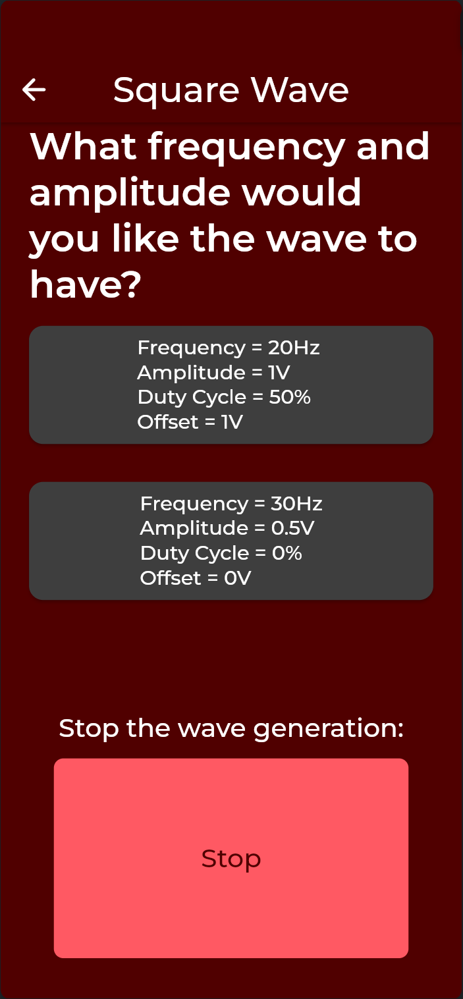 Square Wave
What frequency and
amplitude would
you like the wave to
have?
Frequency = 20Hz
Amplitude = 1V
Duty Cycle = 50%
Offset = 1V
Frequency = 30Hz
Amplitude = 0.5V
Duty Cycle = 0%
Offset = 0V
Stop the wave generation:
Stop